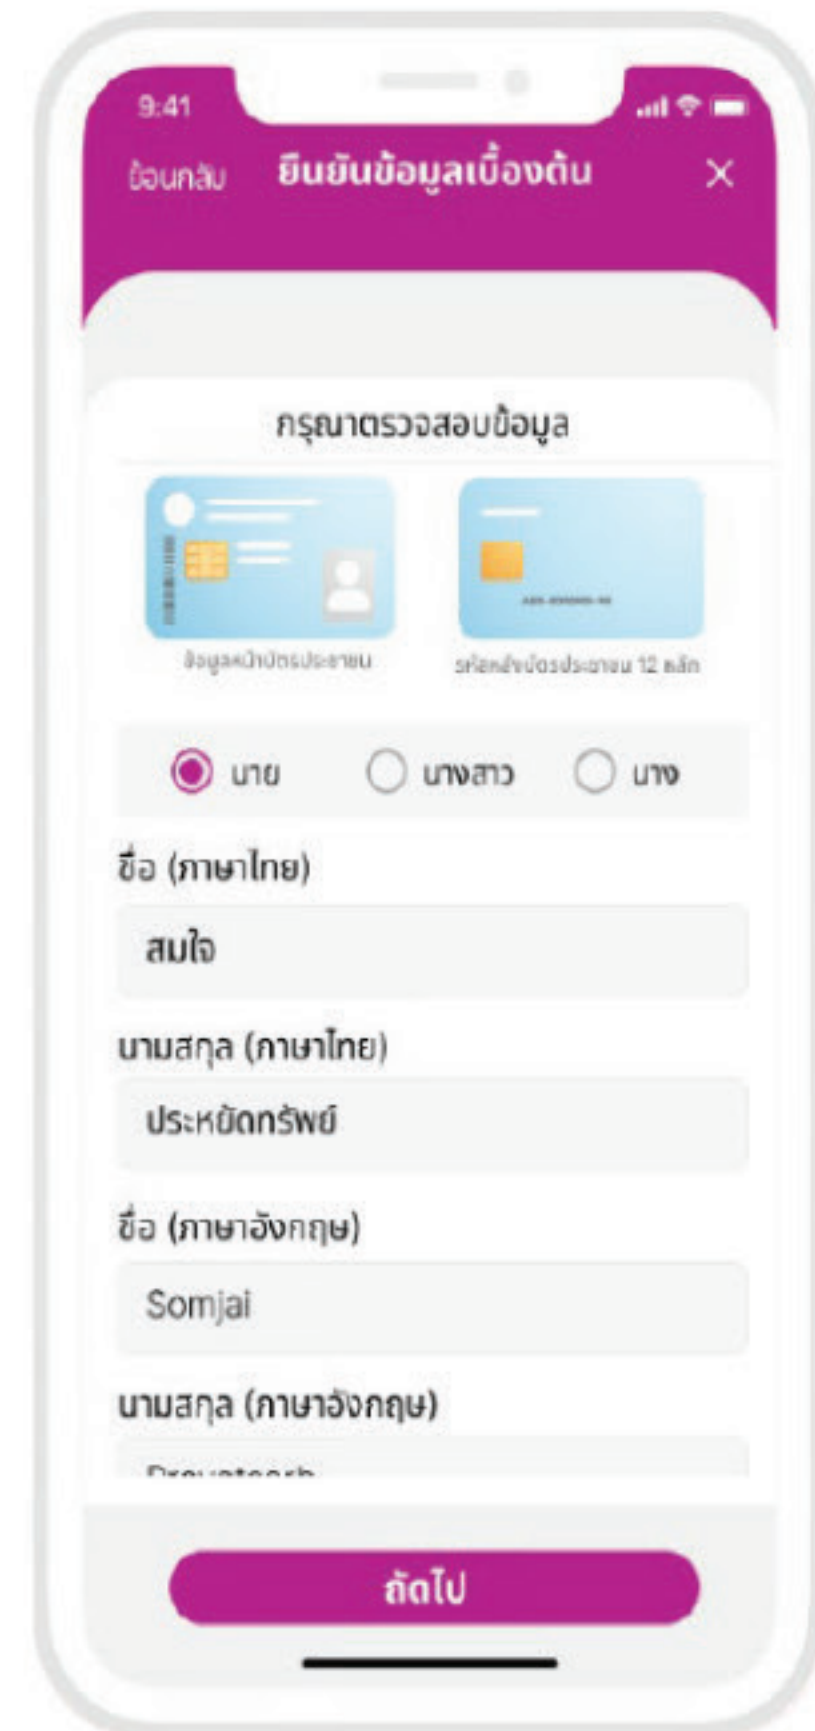 9:41
ย้อนกลับ ยืนยันข้อมูลเบื้องต้น
กรุณาตรวจสอบข้อมูล
ข้อมูลหน้าบัตรประชาชน รหัสหลังบัตรประชาชน 12 หลัก
นาย นางสาว นาง
ชื่อ (ภาษาไทย)
สมใจ
นามสกุล (ภาษาไทย)
ประหยัดทรัพย์
ชื่อ (ภาษาอังกฤษ)
Somjai
นามสกุล (ภาษาอังกฤษ)
ถัดไป